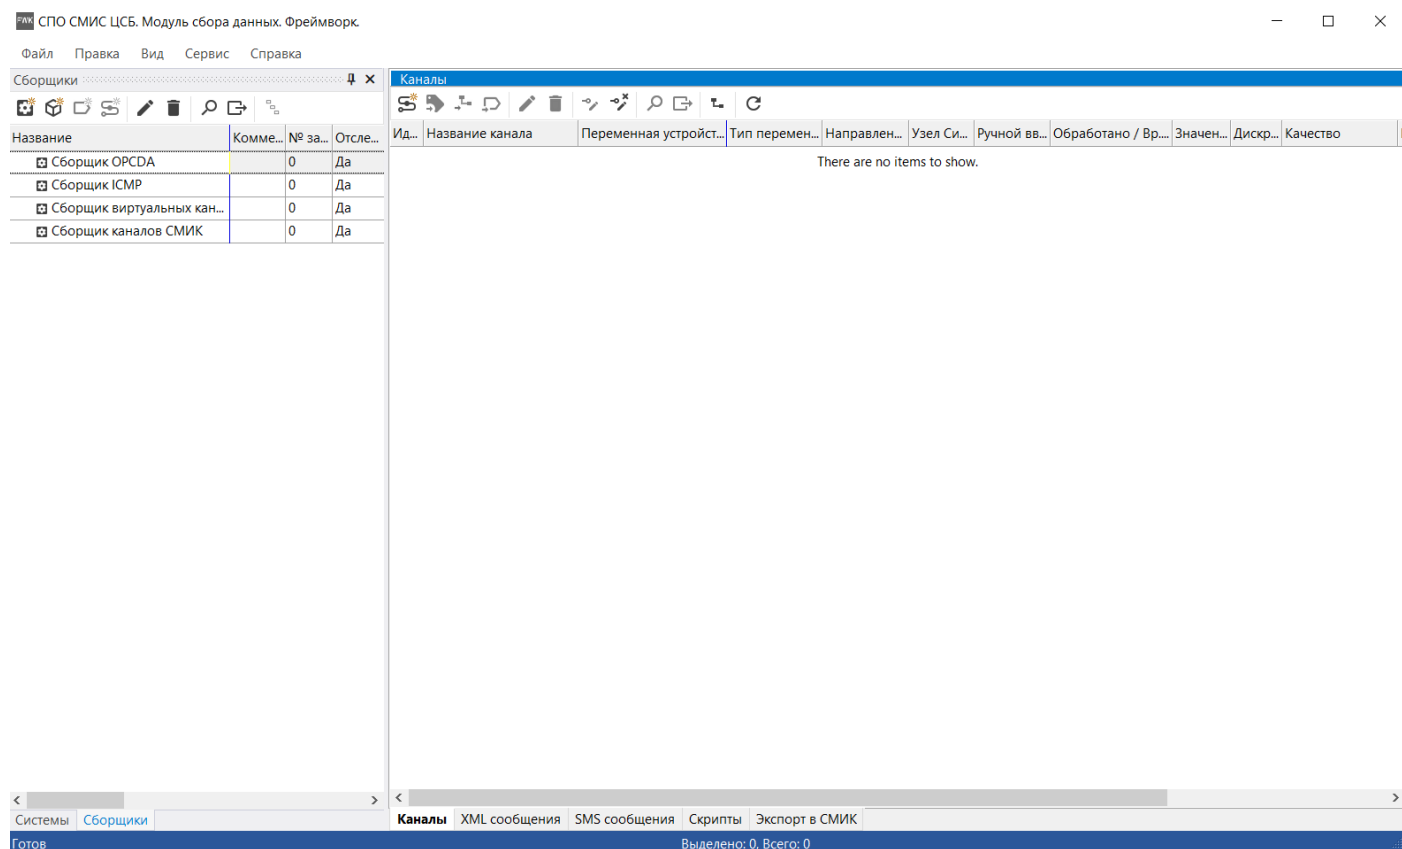 FWK СПО СМИС ЦСБ. Модуль сбора данных. Фреймворк.
Файл Правка Вид Сервис Справка
Сборщики
Название Комме... № за... Отсле...
Сборщик OPCDA 0 Да
Сборщик ICMP 0 Да
Сборщик виртуальных кан... 0 Да
Сборщик каналов СМИК 0 Да
Системы Сборщики
Каналы
Ид... Название канала Переменная устройст... Тип перемен... Направлен... Узел Си... Ручной вв... Обработано / Вр.... Значен... Дискр... Качество
There are no items to show.
Каналы XML сообщения SMS сообщения Скрипты Экспорт в СМИК
Готов Выделено: 0, Всего: 0